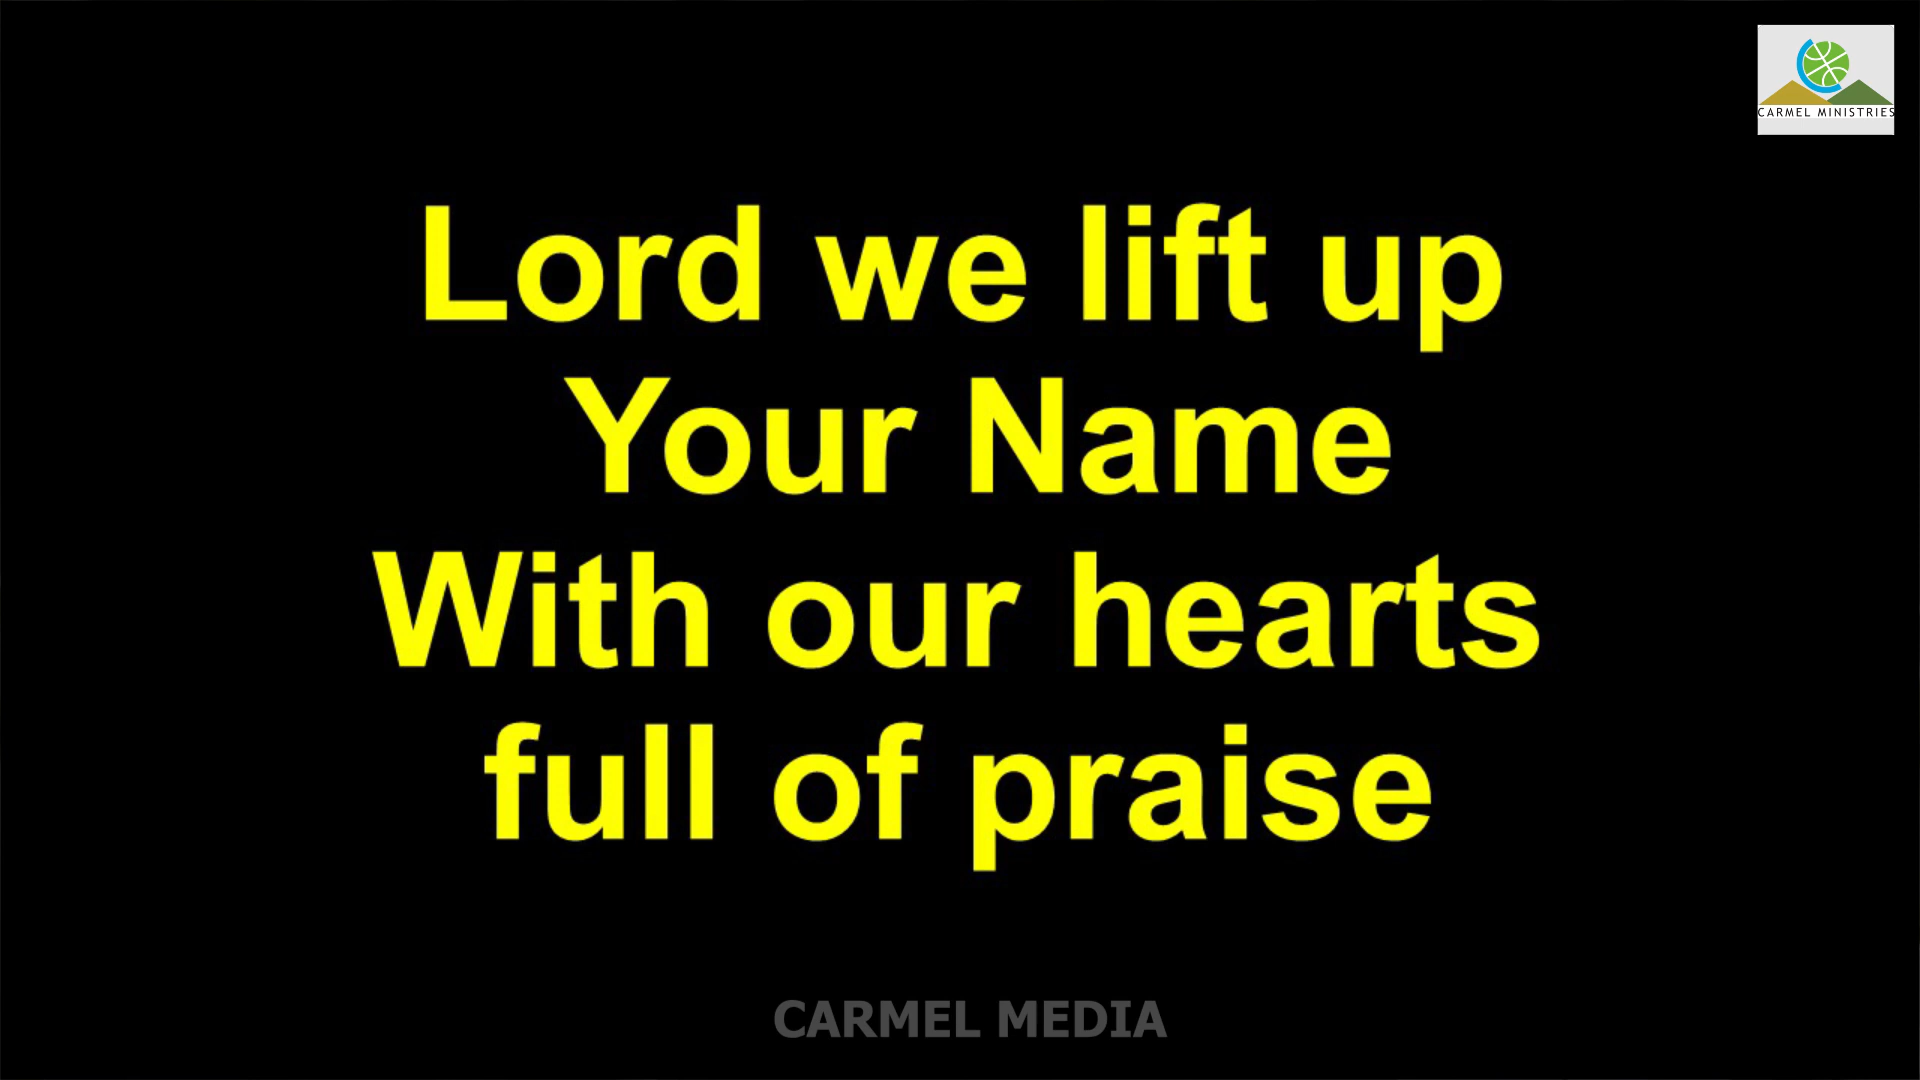 CARMEL MINISTRIES
Lord we lift up
Your Name
With our hearts
full of praise
CARMEL MEDIA